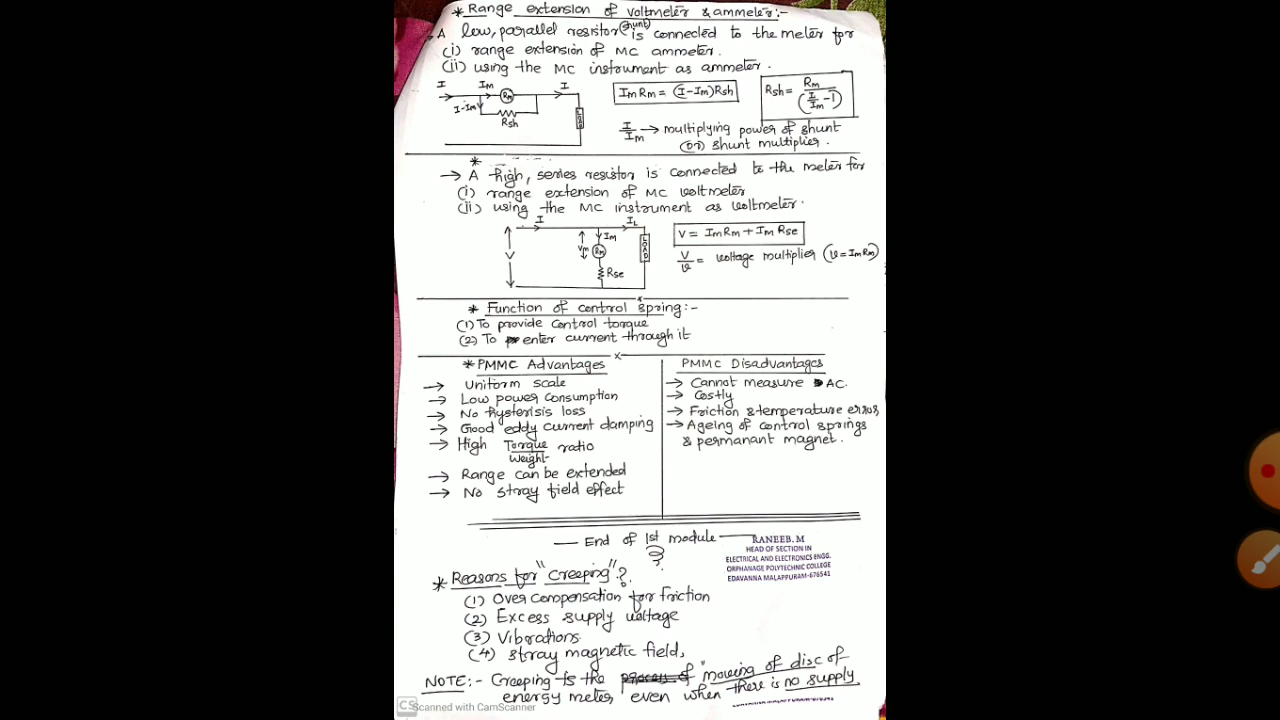 * Range extension of voltmeter & ammeter:-
→ A low, parallel resistor (shunt) is connected to the meter for
(i) range extension of MC ammeter.
(ii) using the MC instrument as ammeter.
I Im Rm I
I-Im
Rsh
LOAD
ImRm = (I-Im)Rsh
Rsh = Rm/(I/Im -1)
I/Im → multiplying power of shunt
(or) shunt multiplier.
*
→ A high, series resistor is connected to the meter for
(i) range extension of MC voltmeter
(ii) using the MC instrument as voltmeter.
I IL
V Vm Im Rm
Rse
LOAD
V = ImRm + Im Rse
V/v = voltage multiplier (v = ImRm)
* Function of control spring:-
(1) To provide control torque
(2) To enter current through it
x
* PMMC Advantages
→ Uniform scale
→ Low power consumption
→ No hysterisis loss
→ Good eddy current damping
→ High Torque/Weight ratio
→ Range can be extended
→ No stray field effect
PMMC Disadvantages
→ Cannot measure AC.
→ Costly
→ Friction & temperature error
→ Ageing of control springs
& permanant magnet.
— End of 1st module —
RANEEB.M
HEAD OF SECTION IN
ELECTRICAL AND ELECTRONICS ENGG.
ORPHANAGE POLYTECHNIC COLLEGE
EDAVANNA MALAPPURAM-676541
* Reasons for "creeping"?
(1) Over compensation for friction
(2) Excess supply voltage
(3) Vibrations
(4) Stray magnetic field.
NOTE:- Creeping is the "moving of disc of
energy meter, even when there is no supply
CS Scanned with CamScanner